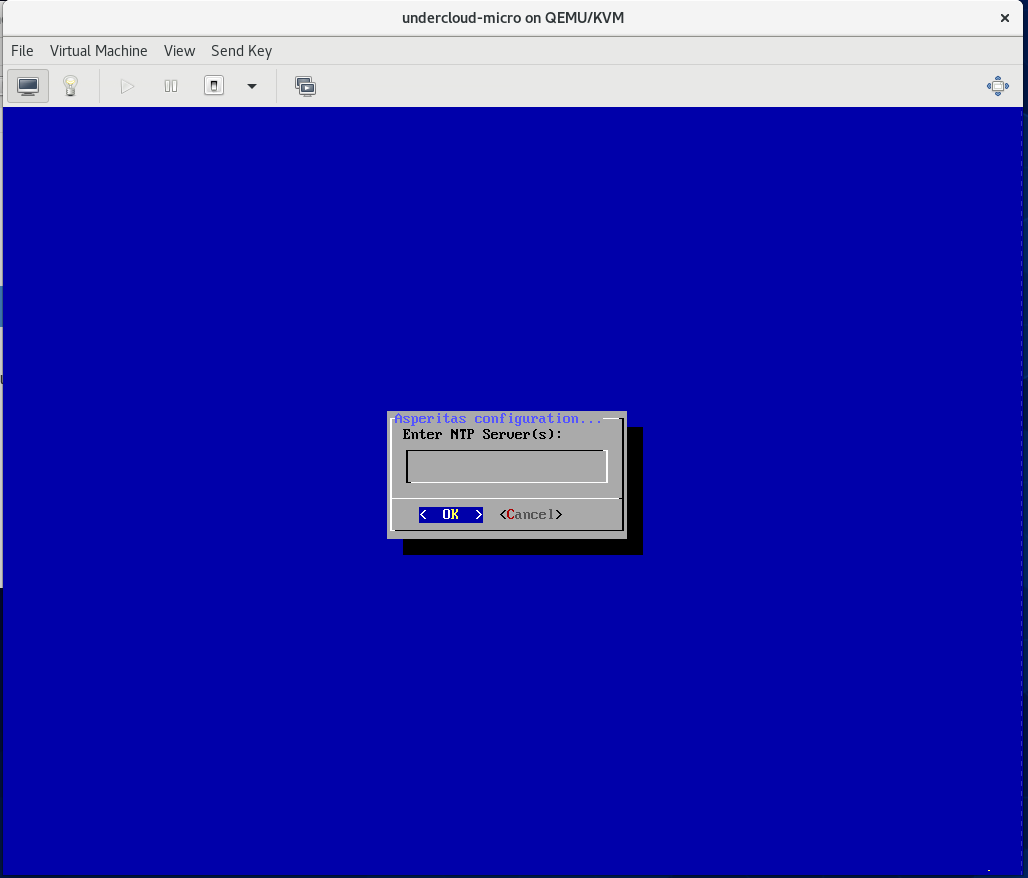 undercloud-micro on QEMU/KVM
File Virtual Machine View Send Key
Asperitas configuration...
Enter NTP Server(s):
< OK > <Cancel>